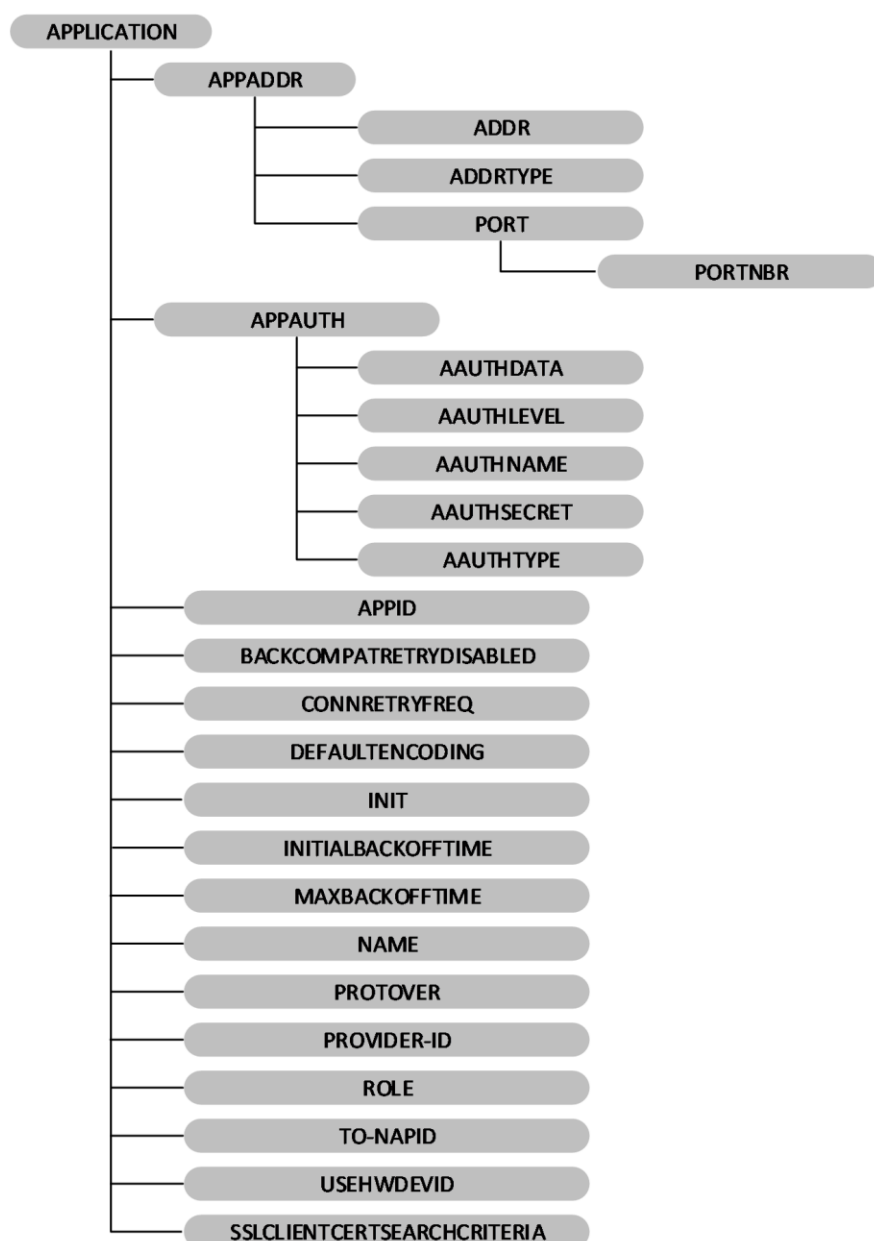 APPLICATION
APPADDR
ADDR
ADDRTYPE
PORT
PORTNBR
APPAUTH
AAUTHDATA
AAUTHLEVEL
AAUTHNAME
AAUTHSECRET
AAUTHTYPE
APPID
BACKCOMPATRETRYDISABLED
CONNRETRYFREQ
DEFAULTENCODING
INIT
INITIALBACKOFFTIME
MAXBACKOFFTIME
NAME
PROTOVER
PROVIDER-ID
ROLE
TO-NAPID
USEHWDEVID
SSLCLIENTCERTSEARCHCRITERIA